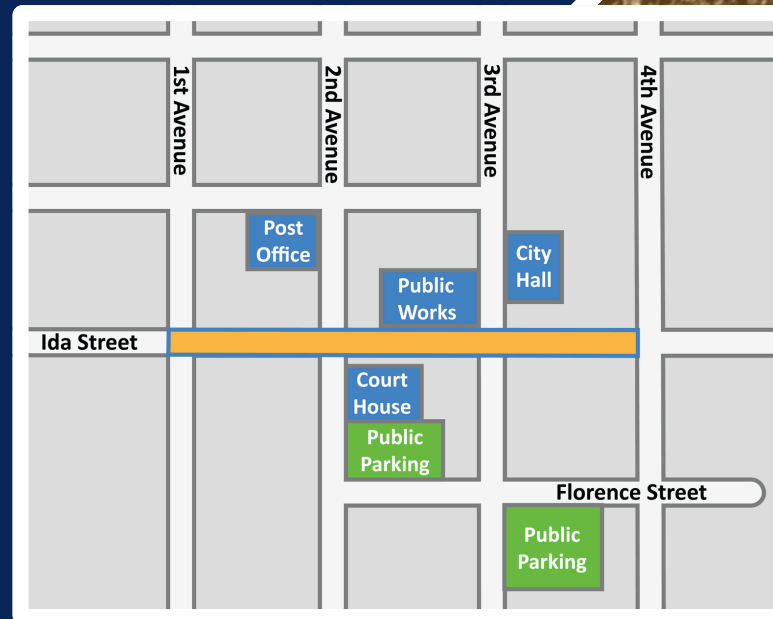 1st Avenue
2nd Avenue
3rd Avenue
4th Avenue
Post
Office
City
Hall
Public
Works
Ida Street
Court
House
Public
Parking
Florence Street
Public
Parking